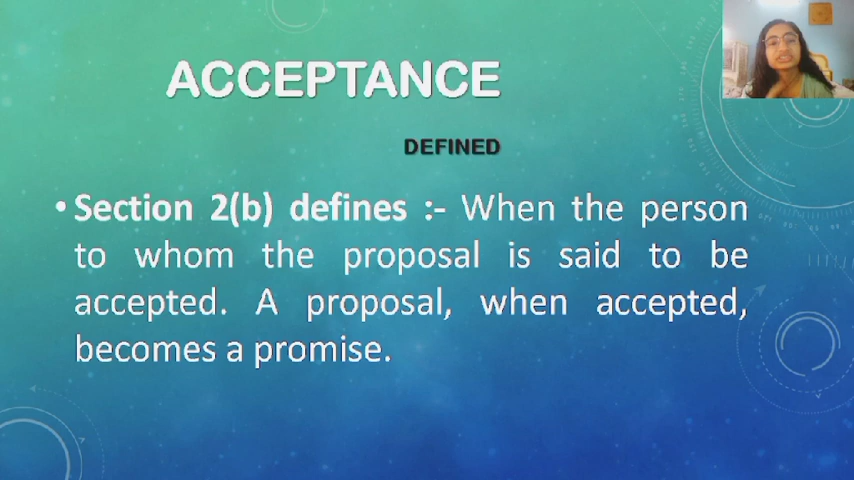 ACCEPTANCE
DEFINED
• Section 2(b) defines :- When the person
to whom the proposal is said to be
accepted. A proposal, when accepted,
becomes a promise.